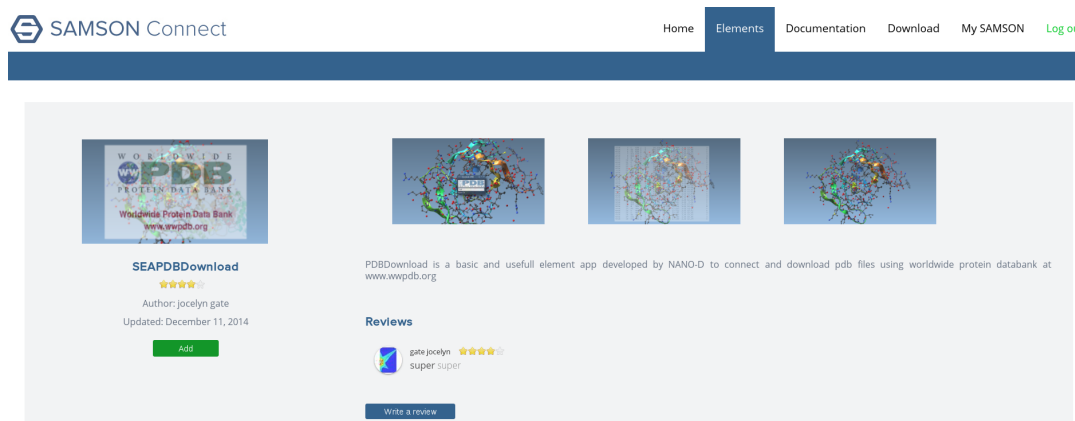 SAMSON Connect
Home Elements Documentation Download My SAMSON Log ou
WORLDWIDE
ww PDB
PROTEIN DATA BANK
Worldwide Protein Data Bank
www.wwpdb.org
PDB
SEAPDBDownload
Author: jocelyn gate
Updated: December 11, 2014
Add
PDBDownload is a basic and usefull element app developed by NANO-D to connect and download pdb files using worldwide protein databank at
www.wwpdb.org
Reviews
gate jocelyn
super super
Write a review